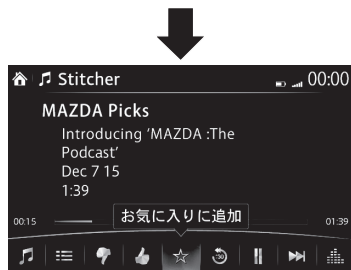 Stitcher 00:00
MAZDA Picks
Introducing ‘MAZDA :The
Podcast’
Dec 7 15
1:39
お気に入りに追加
00:15 01:39
30